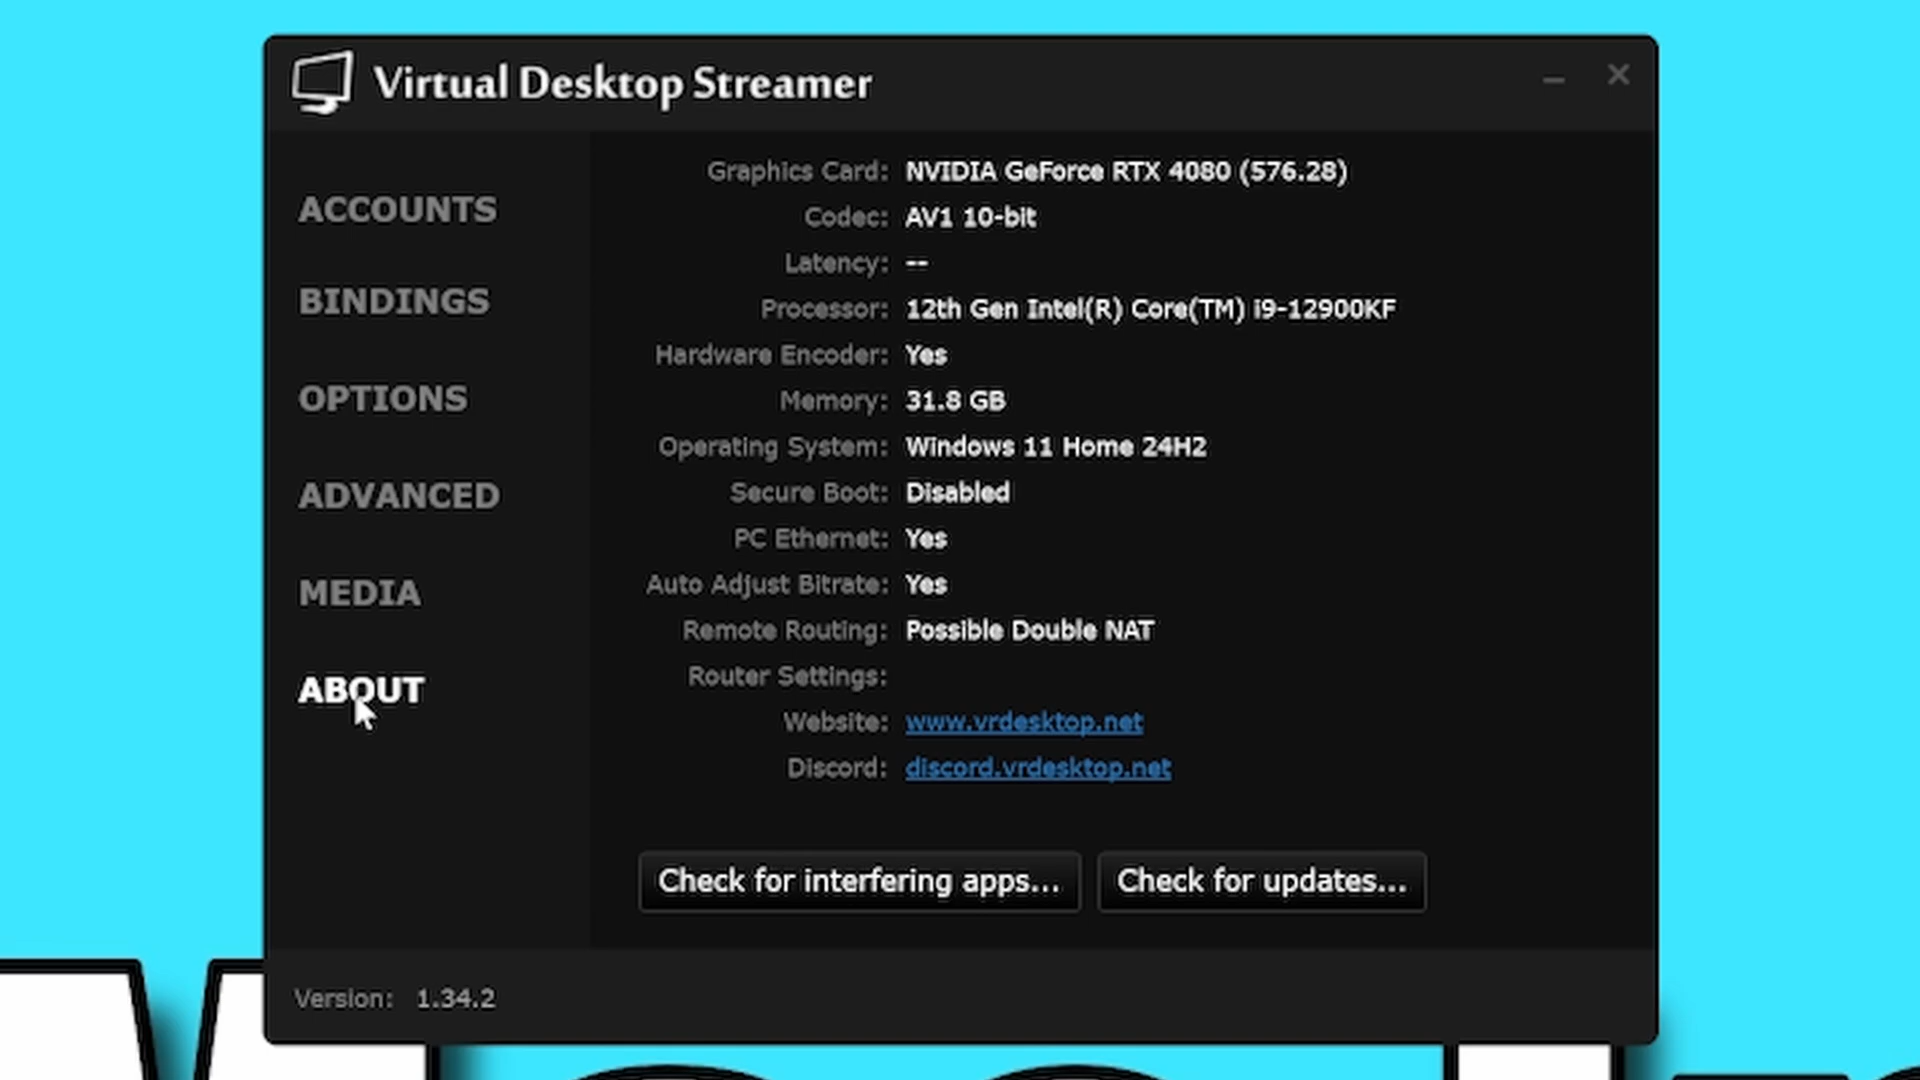 Virtual Desktop Streamer
ACCOUNTS
BINDINGS
OPTIONS
ADVANCED
MEDIA
ABOUT
Graphics Card: NVIDIA GeForce RTX 4080 (576.28)
Codec: AV1 10-bit
Latency: --
Processor: 12th Gen Intel(R) Core(TM) i9-12900KF
Hardware Encoder: Yes
Memory: 31.8 GB
Operating System: Windows 11 Home 24H2
Secure Boot: Disabled
PC Ethernet: Yes
Auto Adjust Bitrate: Yes
Remote Routing: Possible Double NAT
Router Settings:
Website: www.vrdesktop.net
Discord: discord.vrdesktop.net
Check for interfering apps...
Check for updates...
Version: 1.34.2